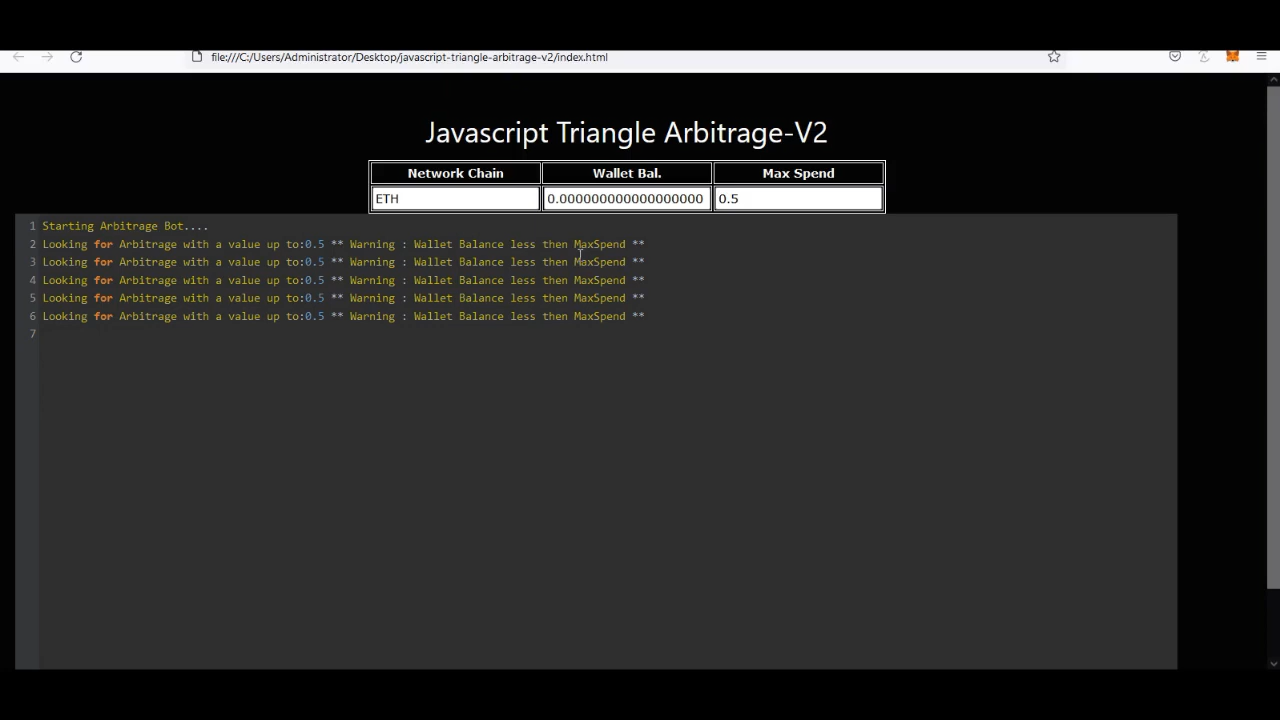 file:///C:/Users/Administrator/Desktop/javascript-triangle-arbitrage-v2/index.html
Javascript Triangle Arbitrage-V2
Network Chain Wallet Bal. Max Spend
ETH 0.000000000000000000 0.5
1 Starting Arbitrage Bot....
2 Looking for Arbitrage with a value up to:0.5 ** Warning : Wallet Balance less then MaxSpend **
3 Looking for Arbitrage with a value up to:0.5 ** Warning : Wallet Balance less then MaxSpend **
4 Looking for Arbitrage with a value up to:0.5 ** Warning : Wallet Balance less then MaxSpend **
5 Looking for Arbitrage with a value up to:0.5 ** Warning : Wallet Balance less then MaxSpend **
6 Looking for Arbitrage with a value up to:0.5 ** Warning : Wallet Balance less then MaxSpend **
7